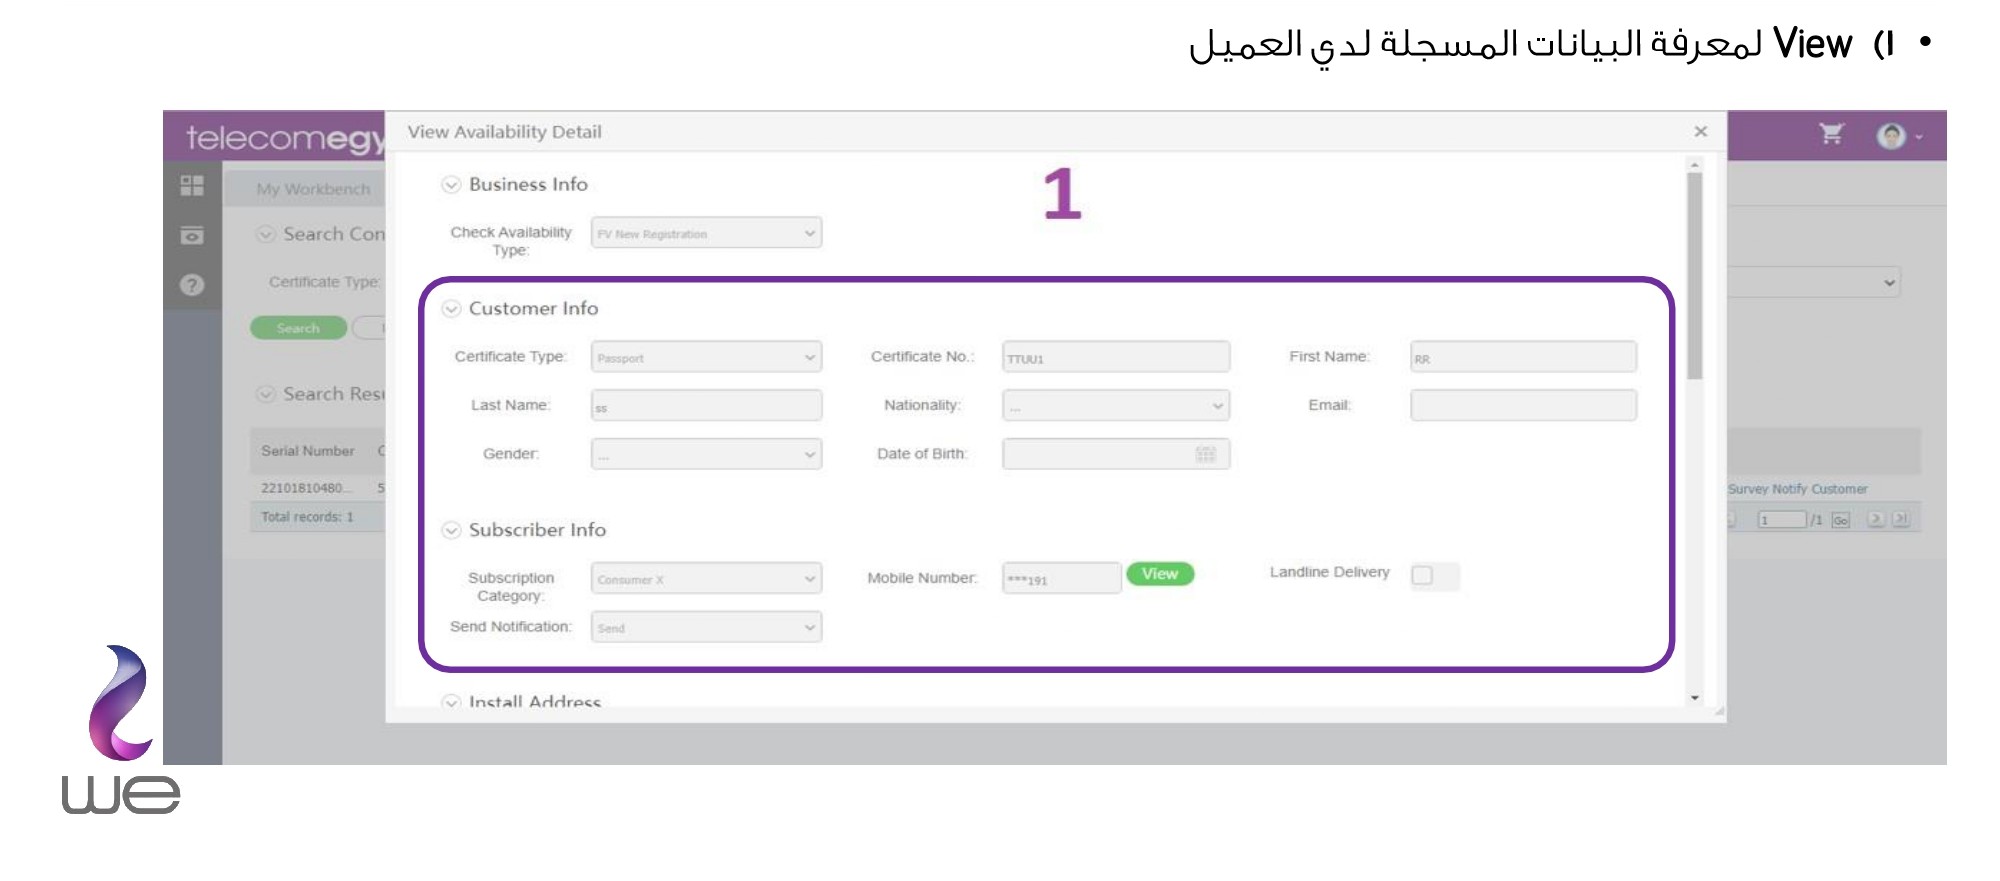 • ١) View لمعرفة البيانات المسجلة لدي العميل
telecomegy
View Availability Detail
×
1
My Workbench
Business Info
Search Con
Check Availability Type:
FV New Registration
Certificate Type:
Customer Info
Search
Certificate Type:
Passport
Certificate No.:
TTUU1
First Name:
RR
Search Resu
Last Name:
ss
Nationality:
...
Email:
Serial Number
C
Gender:
...
Date of Birth:
22101810480...
5
Survey Notify Customer
Total records: 1
1
/1
Go
Subscriber Info
Subscription Category:
Consumer X
Mobile Number:
***191
View
Landline Delivery
Send Notification:
Send
Install Address
we